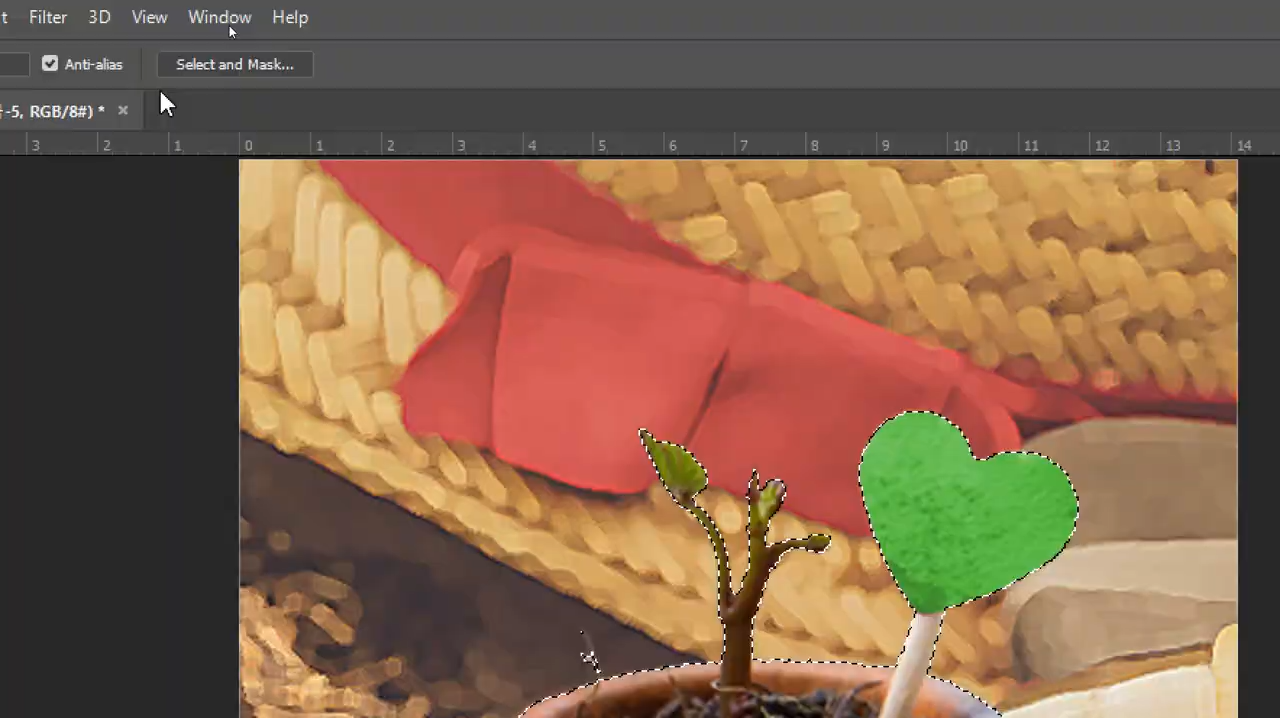 t Filter 3D View Window Help
Anti-alias Select and Mask...
-5, RGB/8#) * ×
3 2 1 0 1 2 3 4 5 6 7 8 9 10 11 12 13 14